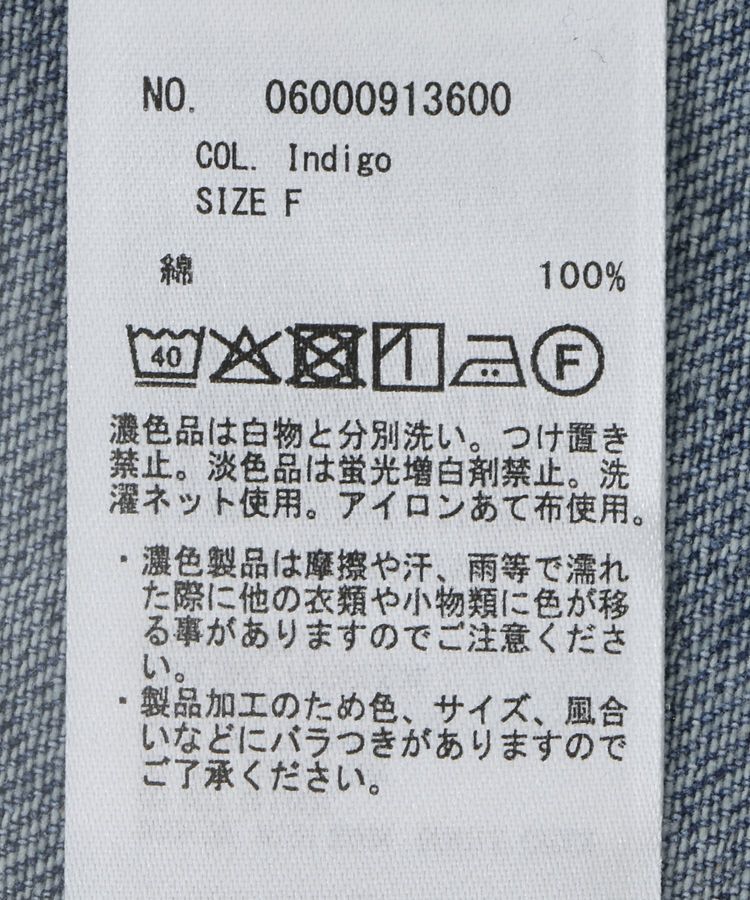 NO. 06000913600
COL. Indigo
SIZE F
綿 100%
40 F
濃色品は白物と分別洗い。つけ置き
禁止。淡色品は蛍光増白剤禁止。洗
濯ネット使用。アイロンあて布使用。
・濃色製品は摩擦や汗、雨等で濡れ
た際に他の衣類や小物類に色が移
る事がありますのでご注意くださ
い。
・製品加工のため色、サイズ、風合
いなどにバラつきがありますので
ご了承ください。